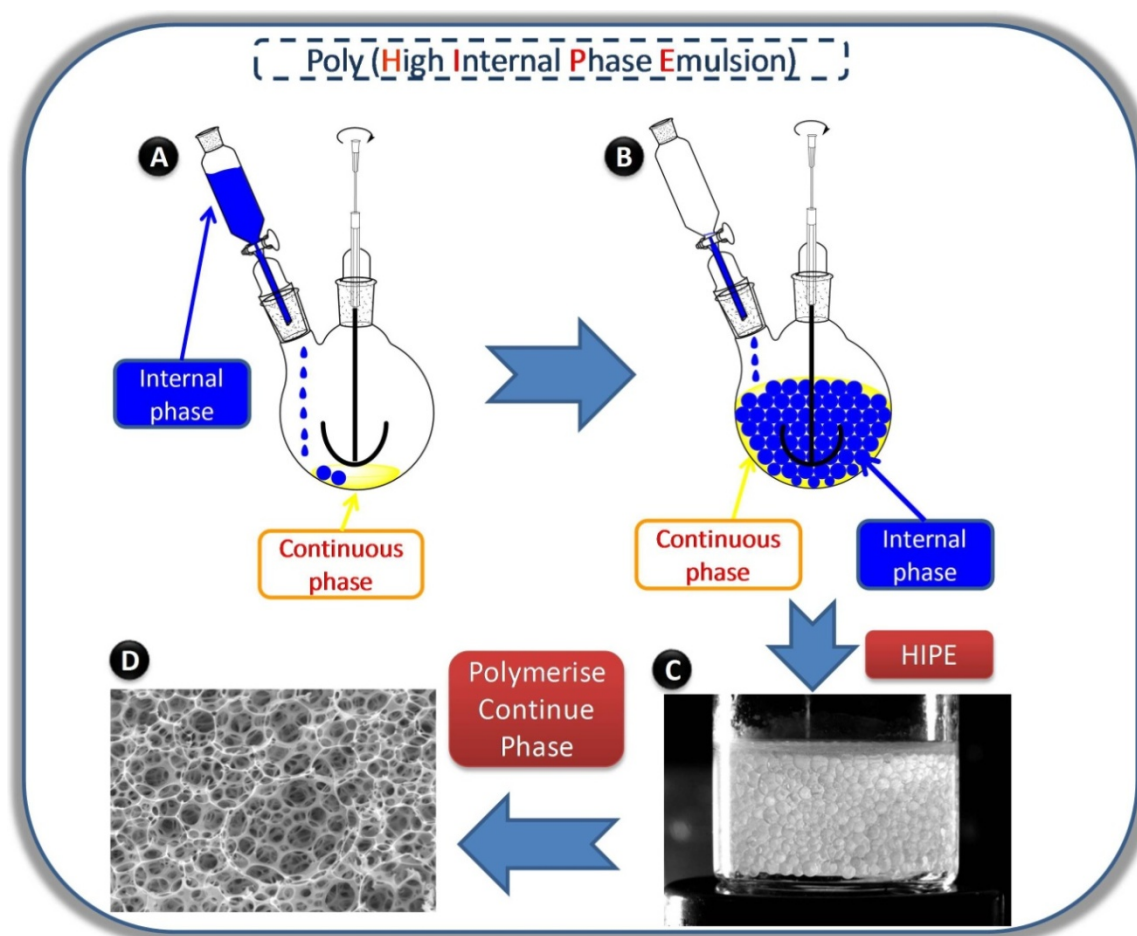 Poly (High Internal Phase Emulsion)
A
B
Internal
phase
Continuous
phase
Continuous
phase
Internal
phase
HIPE
D
Polymerise
Continue
Phase
C